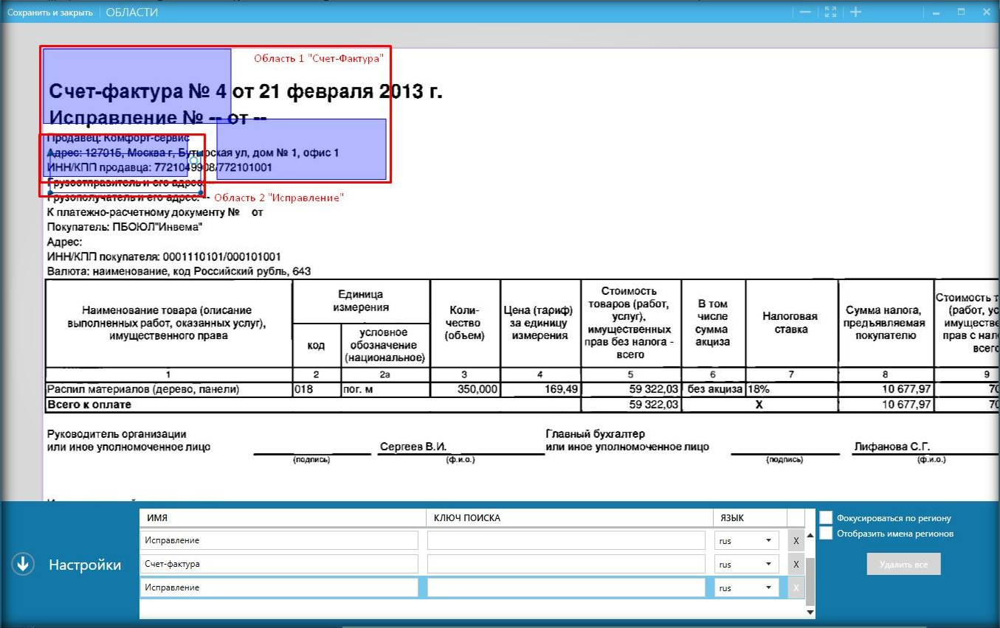 Сохранить и закрыть ОБЛАСТИ
Область 1 "Счет-Фактура"
Счет-фактура № 4 от 21 февраля 2013 г.
Исправление № -- от --
Продавец: Комфорт-сервис
Адрес: 127015, Москва г, Бутырская ул, дом № 1, офис 1
ИНН/КПП продавца: 7721049908/772101001
Грузоотправитель и его адрес:
Грузополучатель и его адрес: --
Область 2 "Исправление"
К платежно-расчетному документу № от
Покупатель: ПБОЮЛ"Инвема"
Адрес:
ИНН/КПП покупателя: 0001110101/000101001
Валюта: наименование, код Российский рубль, 643
Наименование товара (описание
выполненных работ, оказанных услуг),
имущественного права
Единица
измерения
код
условное
обозначение
(национальное)
Коли-
чество
(объем)
Цена (тариф)
за единицу
измерения
Стоимость
товаров (работ,
услуг),
имущественных
прав без налога -
всего
В том
числе
сумма
акциза
Налоговая
ставка
Сумма налога,
предъявляемая
покупателю
Стоимость т
(работ, ус
имуществе
прав с нал
всего
1 2 2а 3 4 5 6 7 8 9
Распил материалов (дерево, панели) 018 пог. м 350,000 169,49 59 322,03 без акциза 18% 10 677,97 70
Всего к оплате 59 322,03 X 10 677,97 70
Руководитель организации
или иное уполномоченное лицо
Сергеев В.И.
(подпись) (ф.и.о.)
Главный бухгалтер
или иное уполномоченное лицо
Лифанова С.Г.
(подпись) (ф.и.о.)
Настройки
ИМЯ КЛЮЧ ПОИСКА ЯЗЫК
Исправление rus X
Счет-фактура rus X
Исправление rus X
Фокусироваться по региону
Отобразить имена регионов
Удалить все